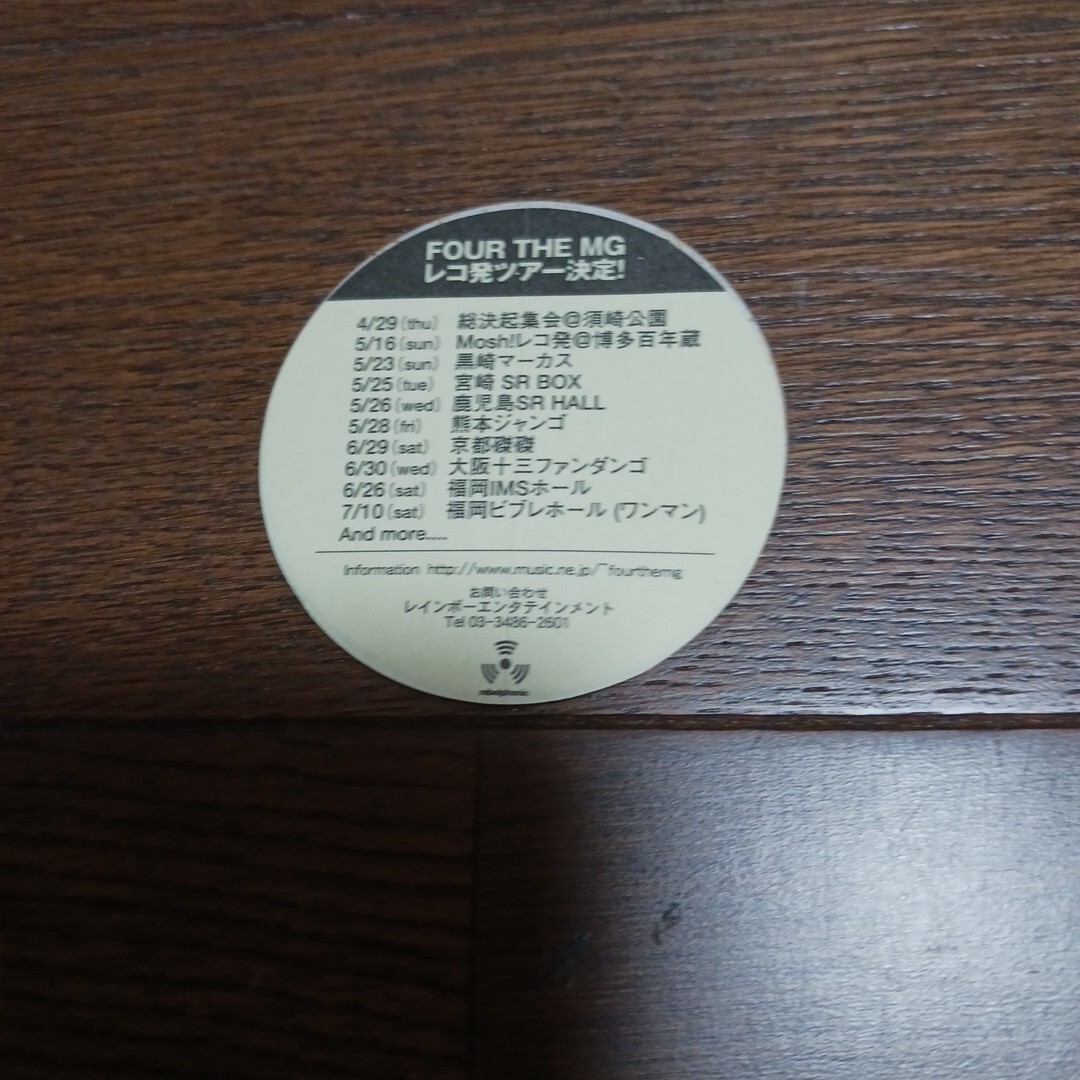 FOUR THE MG
レコ発ツアー決定!
4/29(thu) 総決起集会@須崎公園
5/16(sun) Mosh!レコ発@博多百年蔵
5/23(sun) 黒崎マーカス
5/25(tue) 宮崎 SR BOX
5/26(wed) 鹿児島SR HALL
5/28(fri) 熊本ジャンゴ
6/29(sat) 京都磔磔
6/30(wed) 大阪十三ファンダンゴ
6/26(sat) 福岡IMSホール
7/10(sat) 福岡ビブレホール (ワンマン)
And more....
Information http://www.music.ne.jp/~fourthemg
お問い合わせ
レインボーエンタテインメント
Tel 03-3486-2601